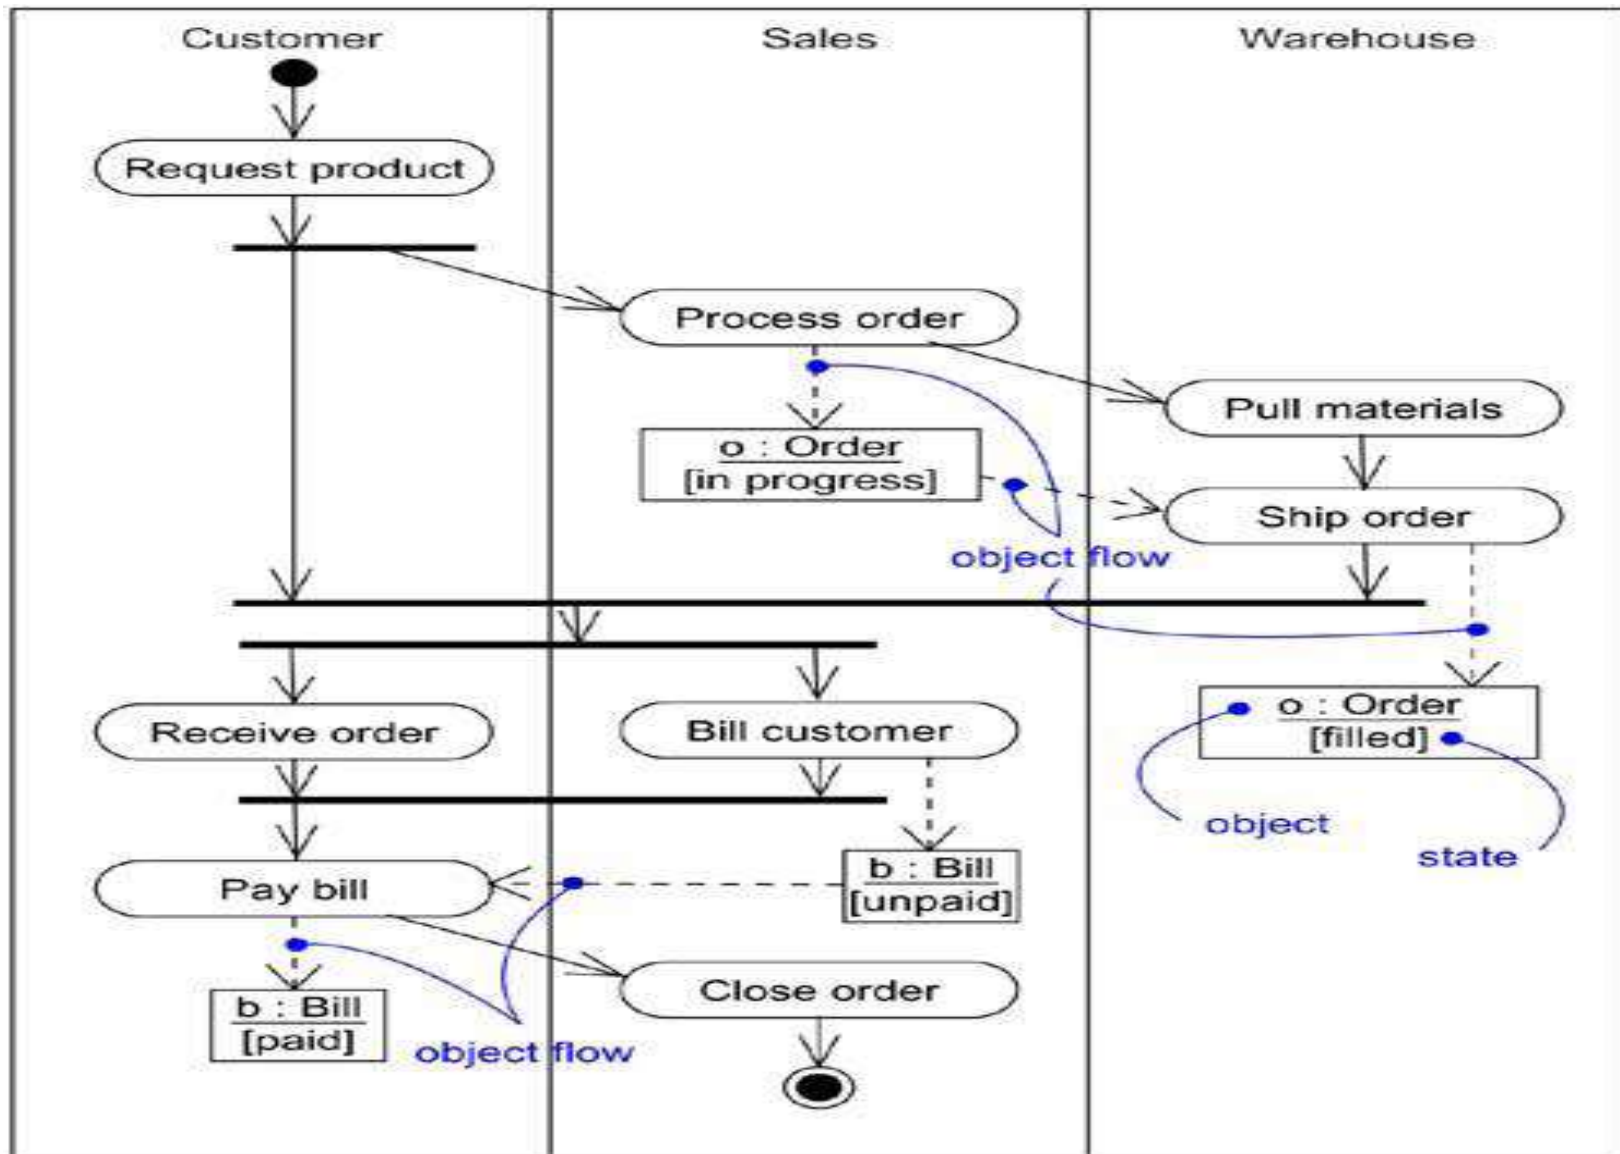 Customer
Sales
Warehouse
Request product
Process order
Pull materials
o : Order
[in progress]
Ship order
object flow
o : Order
[filled]
Receive order
Bill customer
object
state
b : Bill
[unpaid]
Pay bill
Close order
b : Bill
[paid]
object flow